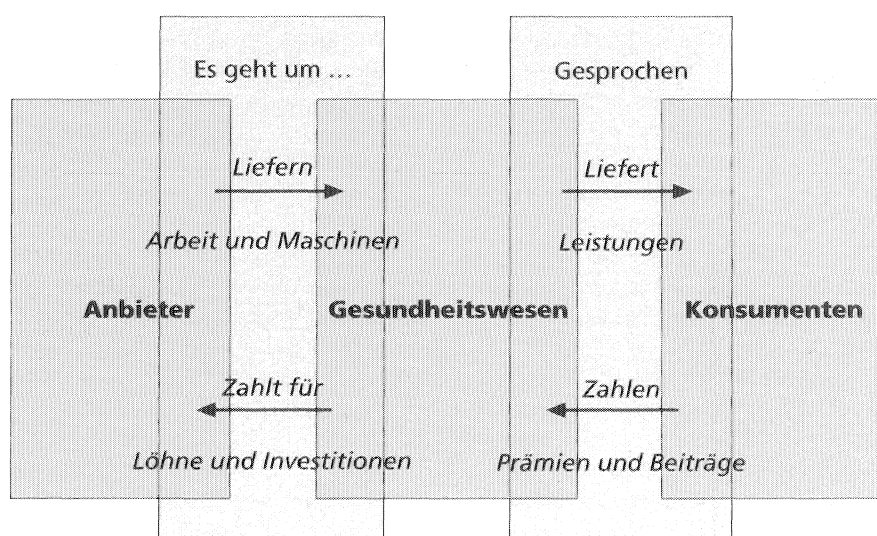 Es geht um ...
Gesprochen
Liefern
Liefert
Arbeit und Maschinen
Leistungen
Anbieter
Gesundheitswesen
Konsumenten
Zahlt für
Zahlen
Löhne und Investitionen
Prämien und Beiträge